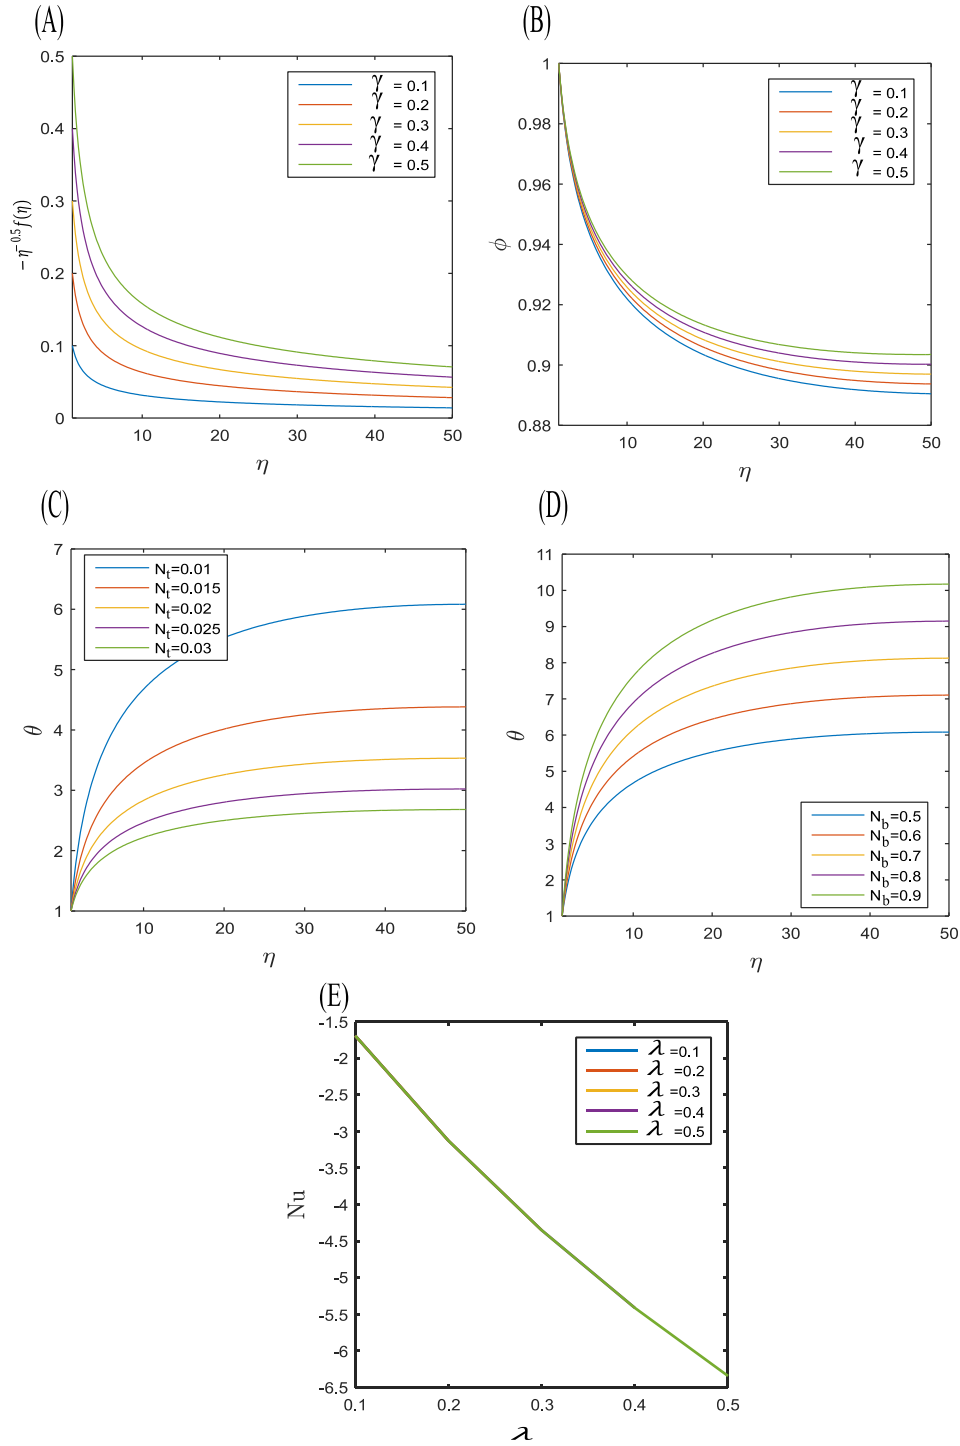 (A)
0.5
0.4
0.3
0.2
0.1
0
10 20 30 40 50
− η^-0.5 f(η)
η
γ = 0.1
γ = 0.2
γ = 0.3
γ = 0.4
γ = 0.5
(B)
1
0.98
0.96
0.94
0.92
0.9
0.88
10 20 30 40 50
ϕ
η
γ = 0.1
γ = 0.2
γ = 0.3
γ = 0.4
γ = 0.5
(C)
7
6
5
4
3
2
1
10 20 30 40 50
θ
η
N_t=0.01
N_t=0.015
N_t=0.02
N_t=0.025
N_t=0.03
(D)
11
10
9
8
7
6
5
4
3
2
1
10 20 30 40 50
θ
η
N_b=0.5
N_b=0.6
N_b=0.7
N_b=0.8
N_b=0.9
(E)
-1.5
-2
-2.5
-3
-3.5
-4
-4.5
-5
-5.5
-6
-6.5
0.1 0.2 0.3 0.4 0.5
Nu
λ
λ =0.1
λ =0.2
λ =0.3
λ =0.4
λ =0.5